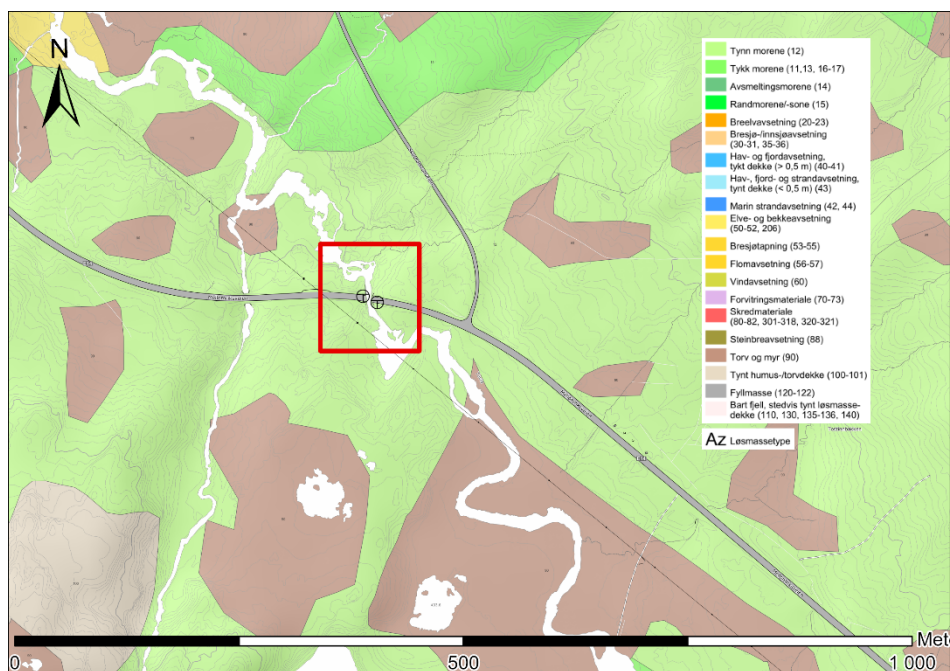 N
Tynn morene (12)
Tykk morene (11,13, 16-17)
Avsmeltingsmorene (14)
Randmorene/-sone (15)
Breelvavsetning (20-23)
Bresjø-/innsjøavsetning
(30-31, 35-36)
Hav- og fjordavsetning,
tykt dekke (> 0,5 m) (40-41)
Hav-, fjord- og strandavsetning,
tynt dekke (< 0,5 m) (43)
Marin strandavsetning (42, 44)
Elve- og bekkeavsetning
(50-52, 206)
Bresjøtapning (53-55)
Flomavsetning (56-57)
Vindavsetning (60)
Forvitringsmateriale (70-73)
Skredmateriale
(80-82, 301-318, 320-321)
Steinbreavsetning (88)
Torv og myr (90)
Tynt humus-/torvdekke (100-101)
Fyllmasse (120-122)
Bart fjell, stedvis tynt løsmasse-
dekke (110, 130, 135-136, 140)
Az Løsmassetype
0
500
1 000
Mete